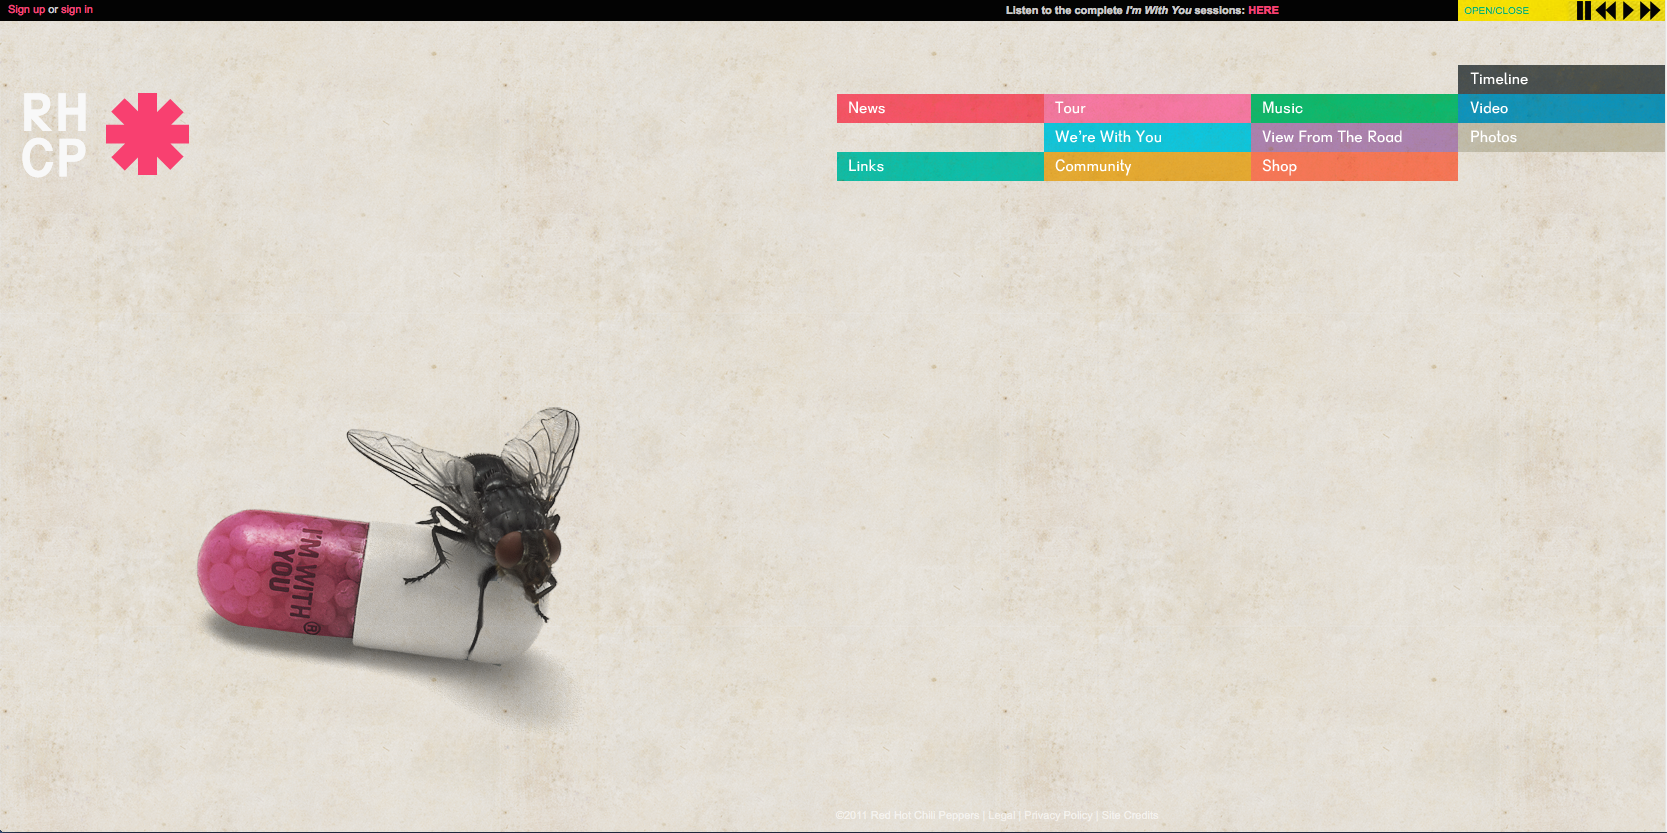 Sign up or sign in
Listen to the complete I'm With You sessions: HERE
OPEN/CLOSE
RH
CP
Timeline
News
Tour
Music
Video
We're With You
View From The Road
Photos
Links
Community
Shop
I'M WITH
YOU
®
©2011 Red Hot Chili Peppers | Legal | Privacy Policy | Site Credits